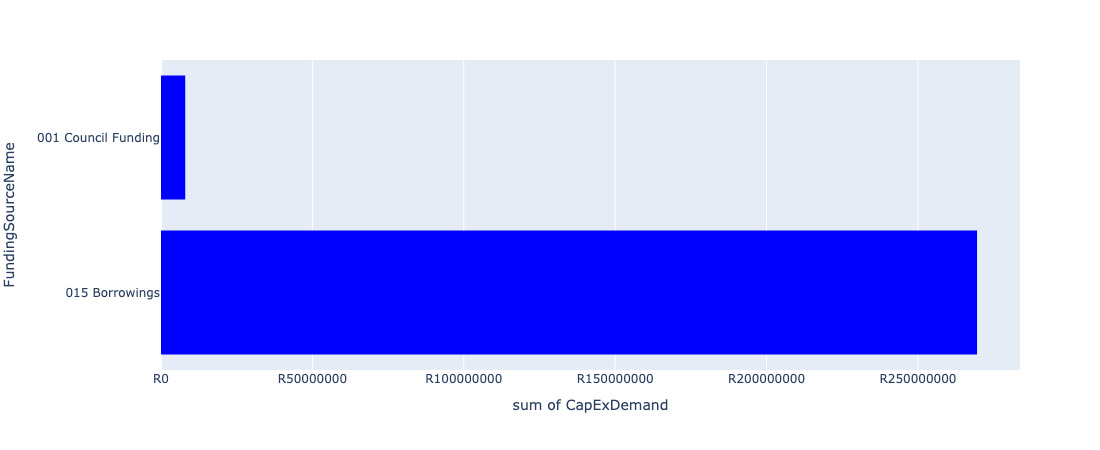 FundingSourceName
001 Council Funding
015 Borrowings
R0 R50000000 R100000000 R150000000 R200000000 R250000000
sum of CapExDemand